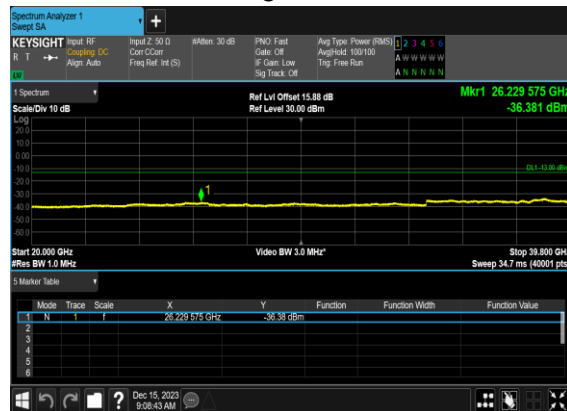 Spectrum Analyzer 1
Swept SA
+
KEYSIGHT Input: RF Input Z: 50 Ω #Atten: 30 dB PNO: Fast Avg Type: Power (RMS) 1 2 3 4 5 6
R T Coupling: DC Corr CCorr Gate: Off Avg|Hold: 100/100 A W W W W W
Align: Auto Freq Ref: Int (S) IF Gain: Low Trig: Free Run
LXI Sig Track: Off A N N N N N
1 Spectrum Ref Lvl Offset 15.88 dB Mkr1 26.229 575 GHz
Scale/Div 10 dB Ref Level 30.00 dBm -36.381 dBm
Log
20.0
10.0
0.00
-10.0 DL1 -13.00 dBm
-20.0
-30.0 1
-40.0
-50.0
-60.0
Start 20.000 GHz Video BW 3.0 MHz* Stop 39.800 GHz
#Res BW 1.0 MHz Sweep 34.7 ms (40001 pts)
5 Marker Table
Mode Trace Scale X Y Function Function Width Function Value
1 N 1 f 26.229 575 GHz -36.38 dBm
2
3
4
5
6
? Dec 15, 2023
9:08:43 AM